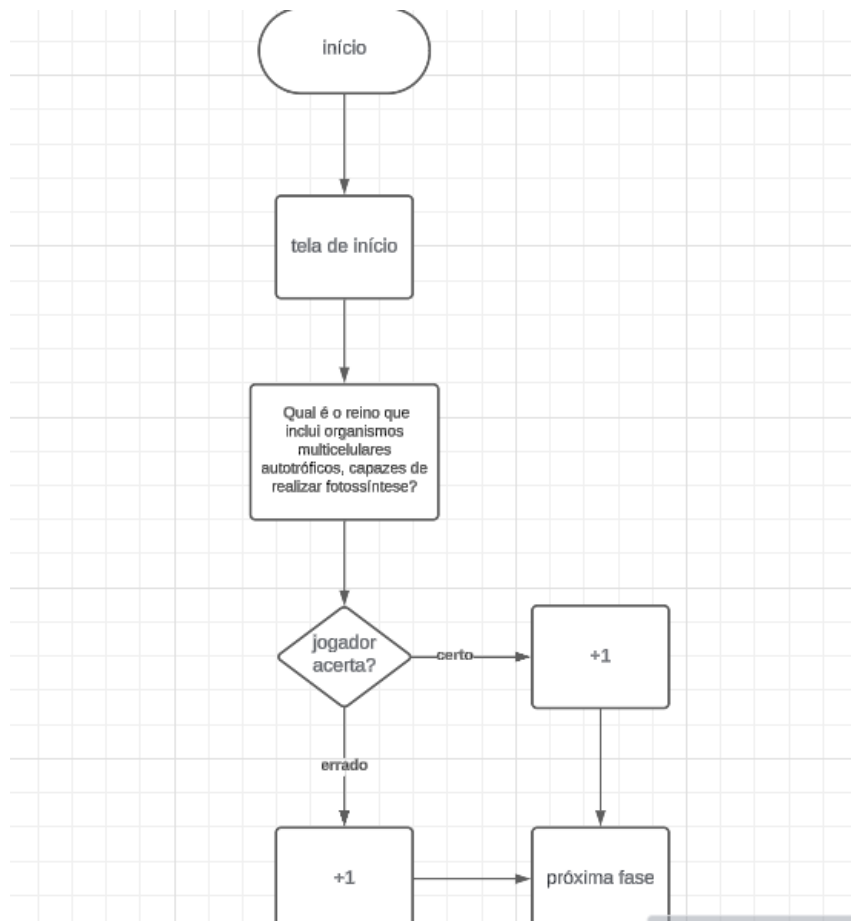 início
tela de início
Qual é o reino que
inclui organismos
multicelulares
autotróficos, capazes de
realizar fotossíntese?
jogador
acerta?
certo
+1
errado
+1
próxima fase